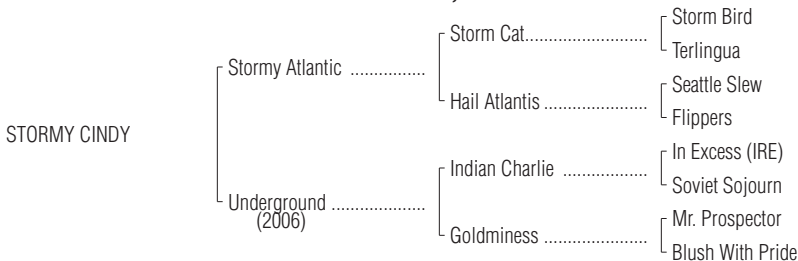 Storm Bird
Storm Cat.......................
Terlingua
Stormy Atlantic ................
Seattle Slew
Hail Atlantis .....................
Flippers
STORMY CINDY
In Excess (IRE)
Indian Charlie .................
Soviet Sojourn
Underground ...................
(2006)
Mr. Prospector
Goldminess .....................
Blush With Pride